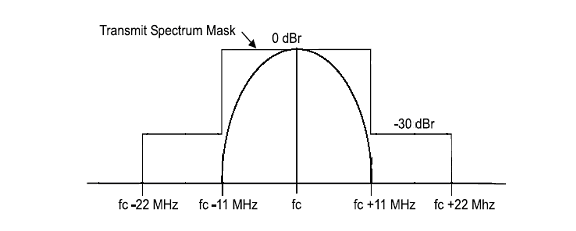 Transmit Spectrum Mask
0 dBr
-30 dBr
fc -22 MHz
fc -11 MHz
fc
fc +11 MHz
fc +22 Mhz